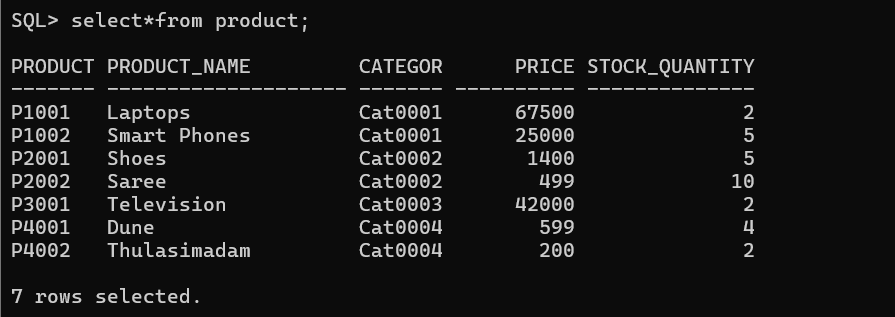 SQL> select*from product;
PRODUCT PRODUCT_NAME         CATEGOR      PRICE STOCK_QUANTITY
------- -------------------- ------- ---------- --------------
P1001   Laptops              Cat0001      67500              2
P1002   Smart Phones         Cat0001      25000              5
P2001   Shoes                Cat0002       1400              5
P2002   Saree                Cat0002        499             10
P3001   Television           Cat0003      42000              2
P4001   Dune                 Cat0004        599              4
P4002   Thulasimadam         Cat0004        200              2
7 rows selected.